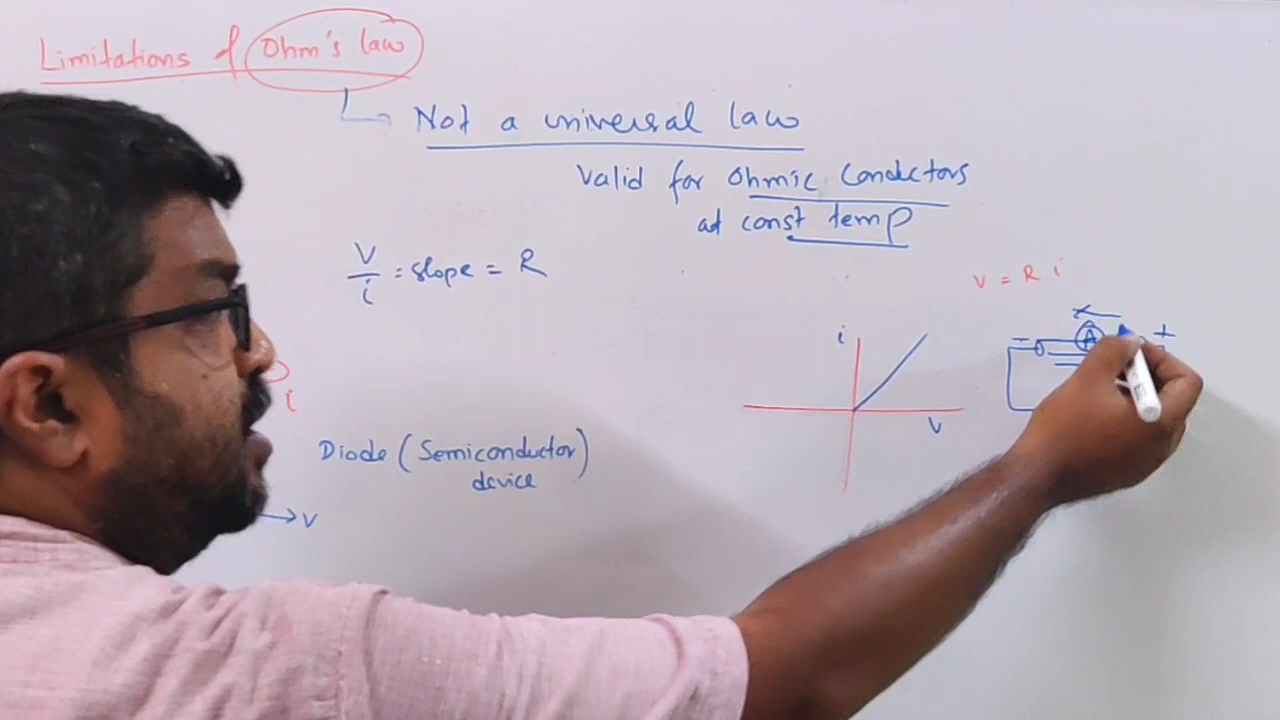 Limitations of Ohm's law
Not a universal law
Valid for Ohmic Conductors
at const temp
V/i = slope = R
V = R i
i
V
- A +
i
Diode (Semiconductor
device)
V